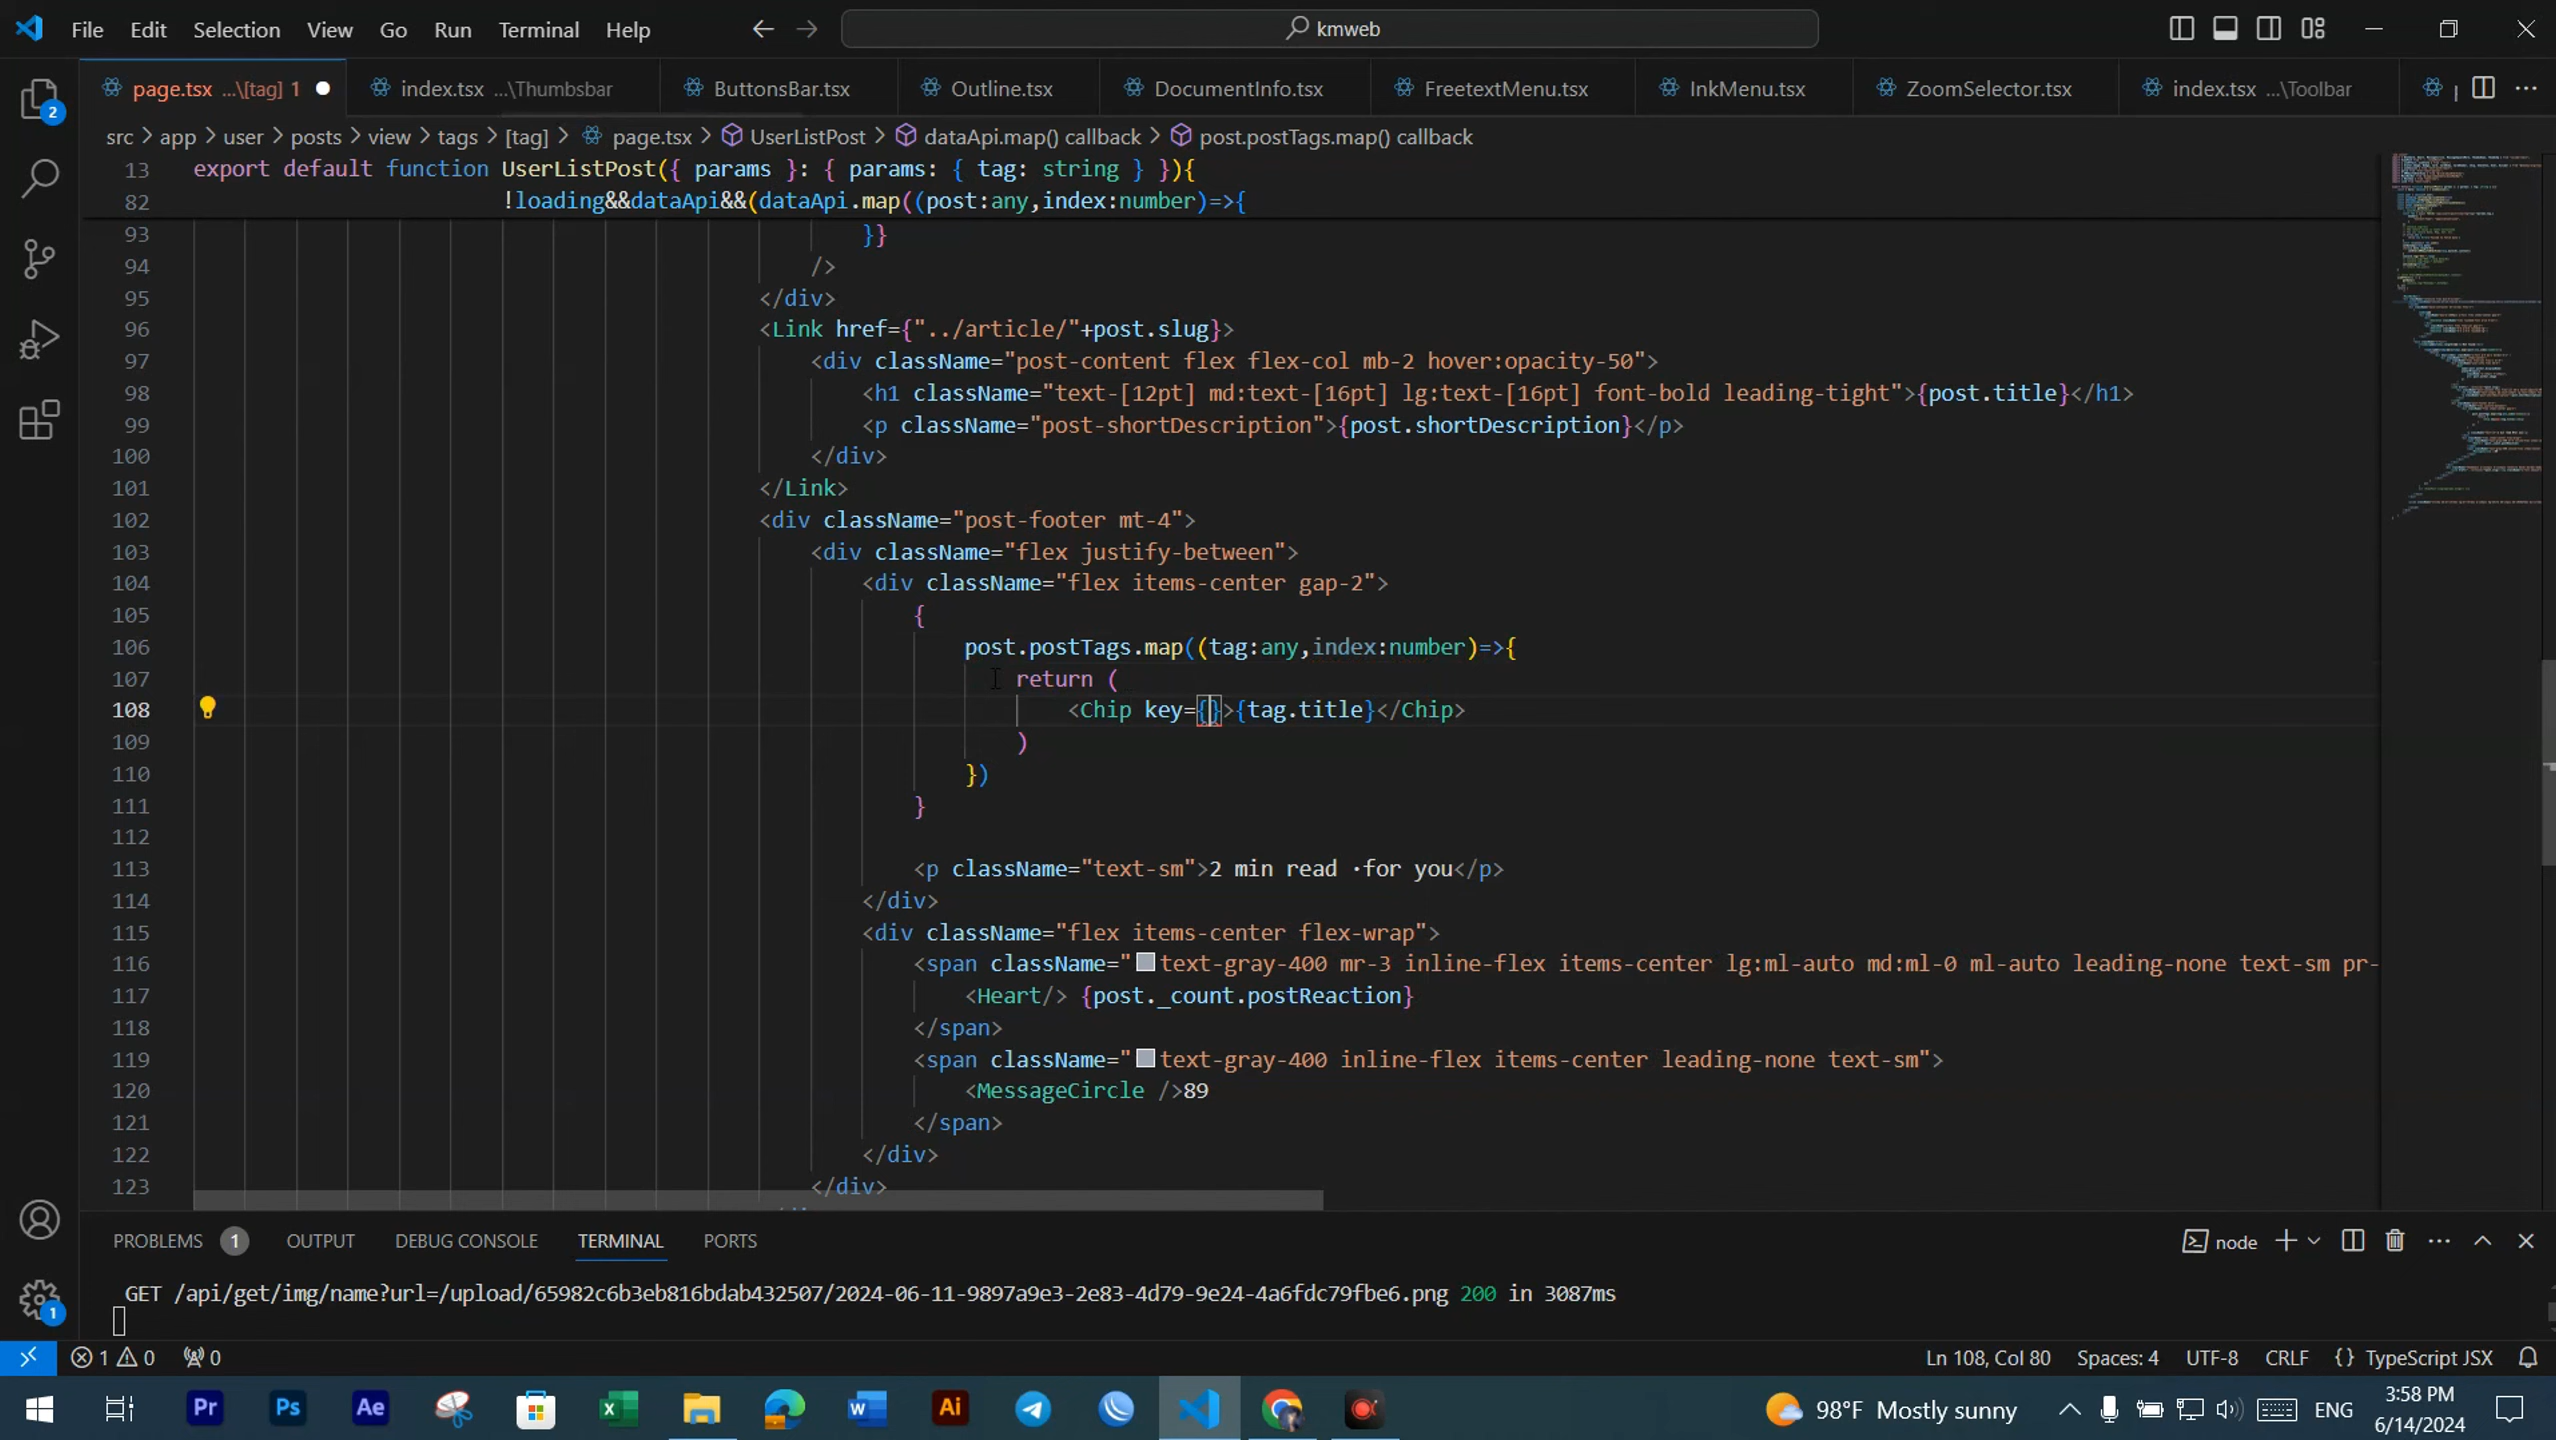 File Edit Selection View Go Run Terminal Help kmweb
page.tsx ...\[tag] 1 index.tsx ...\Thumbsbar ButtonsBar.tsx Outline.tsx DocumentInfo.tsx FreetextMenu.tsx InkMenu.tsx ZoomSelector.tsx index.tsx ...\Toolbar
src > app > user > posts > view > tags > [tag] > page.tsx > UserListPost > dataApi.map() callback > post.postTags.map() callback
13 export default function UserListPost({ params }: { params: { tag: string } }){
82 !loading&&dataApi&&(dataApi.map((post:any,index:number)=>{
93 }}
94 />
95 </div>
96 <Link href={"../article/"+post.slug}>
97 <div className="post-content flex flex-col mb-2 hover:opacity-50">
98 <h1 className="text-[12pt] md:text-[16pt] lg:text-[16pt] font-bold leading-tight">{post.title}</h1>
99 <p className="post-shortDescription">{post.shortDescription}</p>
100 </div>
101 </Link>
102 <div className="post-footer mt-4">
103 <div className="flex justify-between">
104 <div className="flex items-center gap-2">
105 {
106 post.postTags.map((tag:any,index:number)=>{
107 return (
108 <Chip key={}>{tag.title}</Chip>
109 )
110 })
111 }
112
113 <p className="text-sm">2 min read ·for you</p>
114 </div>
115 <div className="flex items-center flex-wrap">
116 <span className="text-gray-400 mr-3 inline-flex items-center lg:ml-auto md:ml-0 ml-auto leading-none text-sm pr-
117 <Heart/> {post._count.postReaction}
118 </span>
119 <span className="text-gray-400 inline-flex items-center leading-none text-sm">
120 <MessageCircle />89
121 </span>
122 </div>
123 </div>
PROBLEMS 1 OUTPUT DEBUG CONSOLE TERMINAL PORTS node
GET /api/get/img/name?url=/upload/65982c6b3eb816bdab432507/2024-06-11-9897a9e3-2e83-4d79-9e24-4a6fdc79fbe6.png 200 in 3087ms
1 0 0 Ln 108, Col 80 Spaces: 4 UTF-8 CRLF {} TypeScript JSX
98°F Mostly sunny ENG 3:58 PM
6/14/2024